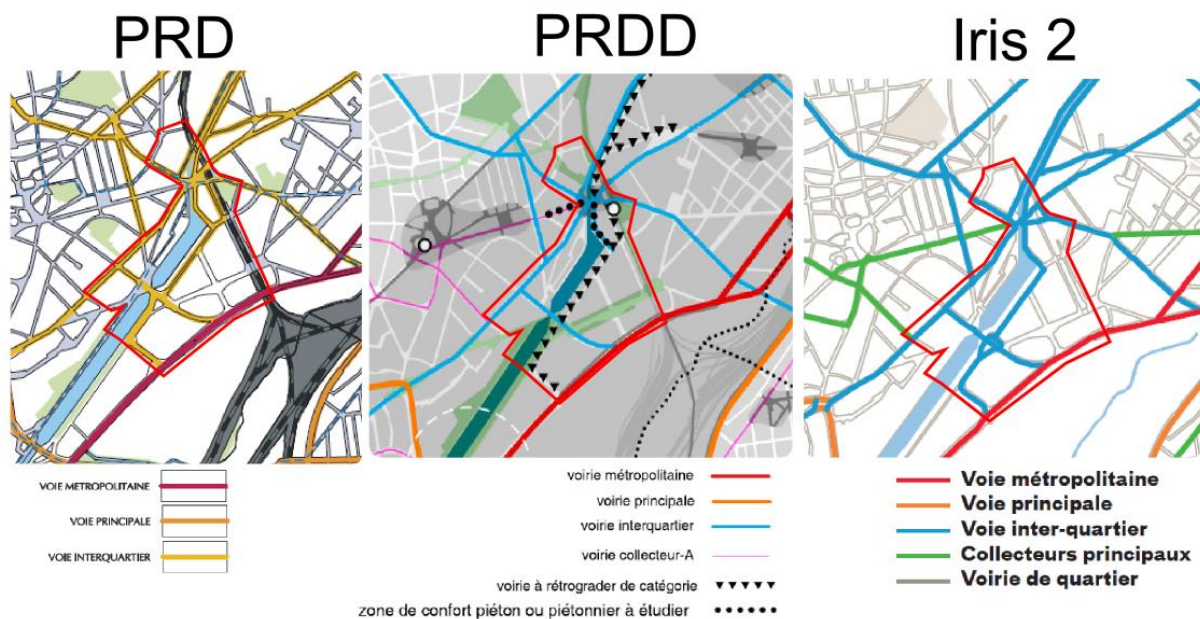 PRD
PRDD
Iris 2
VOIE METROPOLITAINE
VOIE PRINCIPALE
VOIE INTERQUARTIER
voirie métropolitaine
voirie principale
voirie interquartier
voirie collecteur-A
voirie à rétrograder de catégorie
zone de confort piéton ou piétonnier à étudier
Voie métropolitaine
Voie principale
Voie inter-quartier
Collecteurs principaux
Voirie de quartier